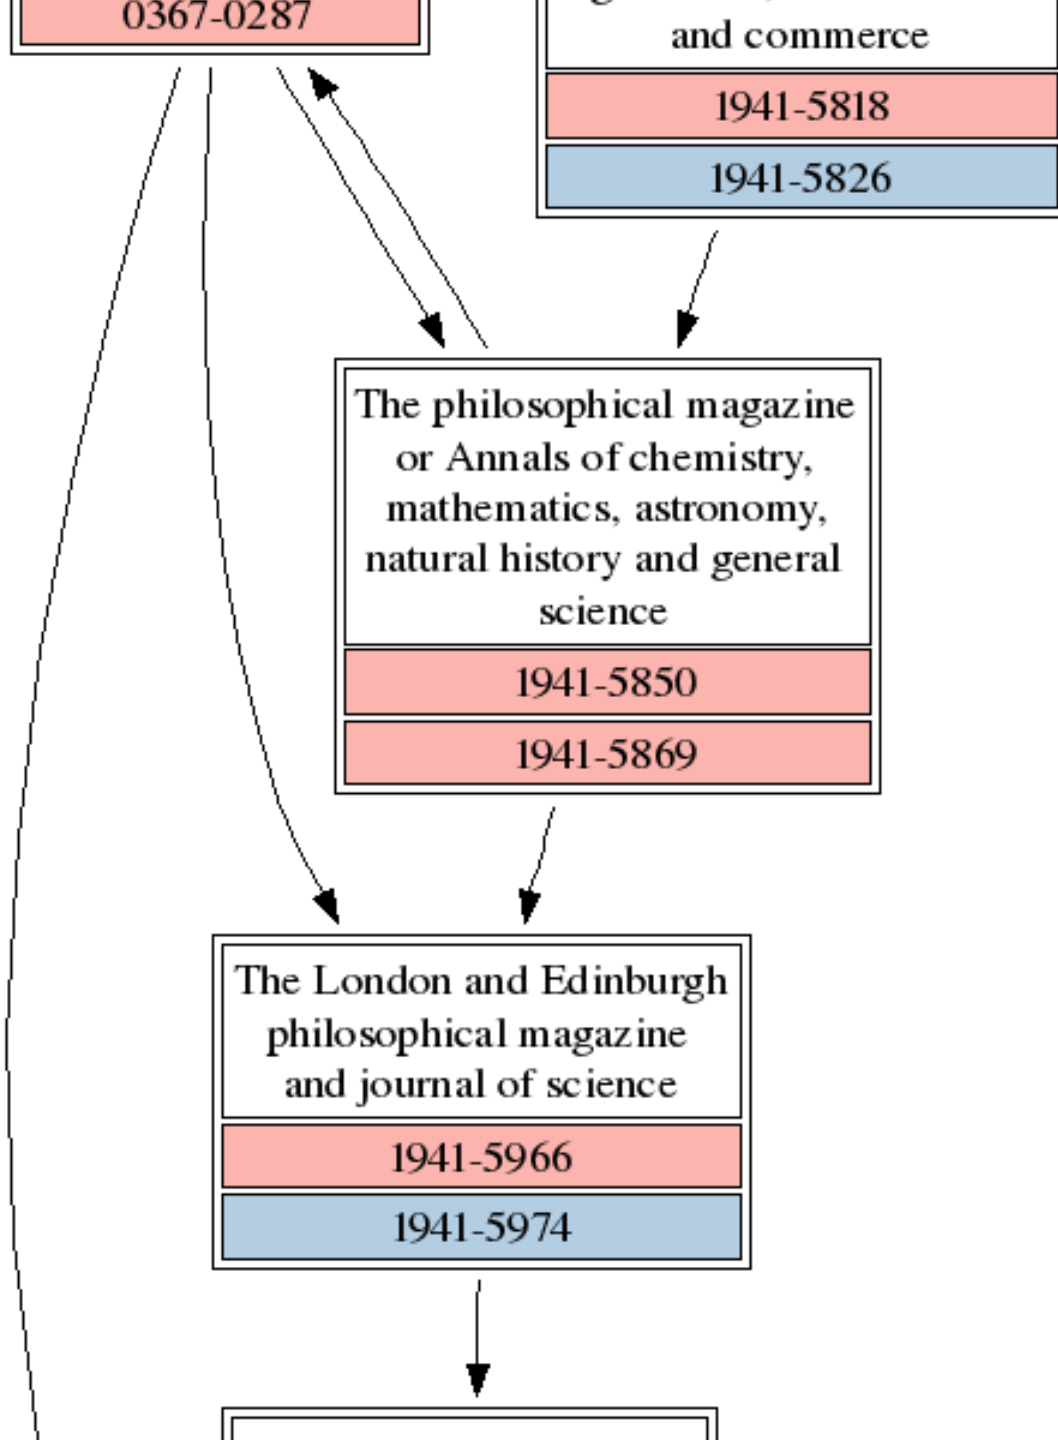 0367-0287
and commerce
1941-5818
1941-5826
The philosophical magazine
or Annals of chemistry,
mathematics, astronomy,
natural history and general
science
1941-5850
1941-5869
The London and Edinburgh
philosophical magazine
and journal of science
1941-5966
1941-5974